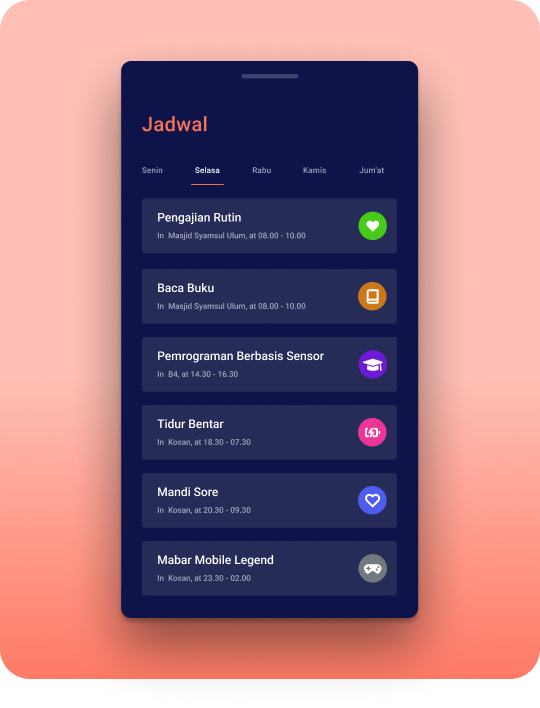 Jadwal
Senin Selasa Rabu Kamis Jum'at
Pengajian Rutin
In Masjid Syamsul Ulum, at 08.00 - 10.00
Baca Buku
In Masjid Syamsul Ulum, at 08.00 - 10.00
Pemrograman Berbasis Sensor
In B4, at 14.30 - 16.30
Tidur Bentar
In Kosan, at 18.30 - 07.30
Mandi Sore
In Kosan, at 20.30 - 09.30
Mabar Mobile Legend
In Kosan, at 23.30 - 02.00